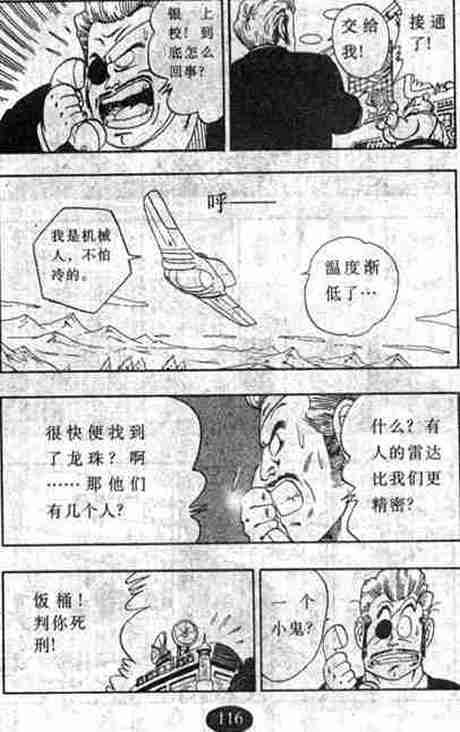 接通
了!
交给
我!
银 上
校! 到
底怎么
回事?
呼——
温度渐
低了…
我是机械
人，不怕
冷的。
什么? 有
人的雷达
比我们更
精密?
很快便找到
了龙珠? 啊
……那他们
有几个人?
一个
小鬼?
饭桶!
判你死
刑!
116